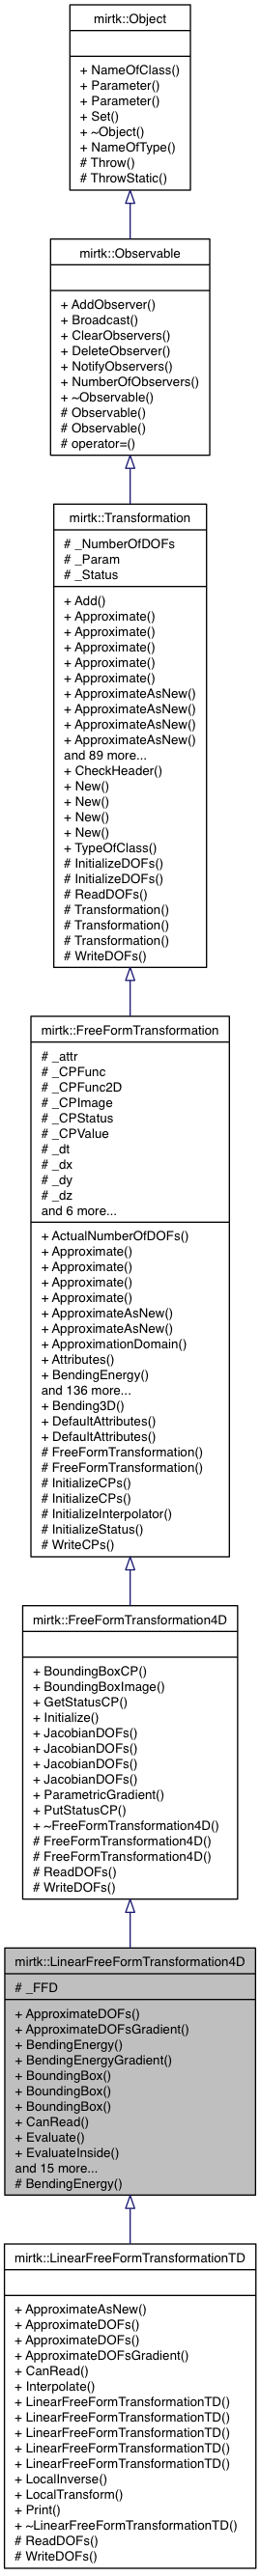 mirtk::Object
+ NameOfClass()
+ Parameter()
+ Parameter()
+ Set()
+ ~Object()
+ NameOfType()
# Throw()
# ThrowStatic()
mirtk::Observable
+ AddObserver()
+ Broadcast()
+ ClearObservers()
+ DeleteObserver()
+ NotifyObservers()
+ NumberOfObservers()
+ ~Observable()
# Observable()
# Observable()
# operator=()
mirtk::Transformation
# _NumberOfDOFs
# _Param
# _Status
+ Add()
+ Approximate()
+ Approximate()
+ Approximate()
+ Approximate()
+ Approximate()
+ ApproximateAsNew()
+ ApproximateAsNew()
+ ApproximateAsNew()
+ ApproximateAsNew()
and 89 more...
+ CheckHeader()
+ New()
+ New()
+ New()
+ New()
+ TypeOfClass()
# InitializeDOFs()
# InitializeDOFs()
# ReadDOFs()
# Transformation()
# Transformation()
# Transformation()
# WriteDOFs()
mirtk::FreeFormTransformation
# _attr
# _CPFunc
# _CPFunc2D
# _CPImage
# _CPStatus
# _CPValue
# _dt
# _dx
# _dy
# _dz
and 6 more...
+ ActualNumberOfDOFs()
+ Approximate()
+ Approximate()
+ Approximate()
+ Approximate()
+ ApproximateAsNew()
+ ApproximateAsNew()
+ ApproximationDomain()
+ Attributes()
+ BendingEnergy()
and 136 more...
+ Bending3D()
+ DefaultAttributes()
+ DefaultAttributes()
# FreeFormTransformation()
# FreeFormTransformation()
# InitializeCPs()
# InitializeCPs()
# InitializeInterpolator()
# InitializeStatus()
# WriteCPs()
mirtk::FreeFormTransformation4D
+ BoundingBoxCP()
+ BoundingBoxImage()
+ GetStatusCP()
+ Initialize()
+ JacobianDOFs()
+ JacobianDOFs()
+ JacobianDOFs()
+ JacobianDOFs()
+ ParametricGradient()
+ PutStatusCP()
+ ~FreeFormTransformation4D()
# FreeFormTransformation4D()
# FreeFormTransformation4D()
# ReadDOFs()
# WriteDOFs()
mirtk::LinearFreeFormTransformation4D
# _FFD
+ ApproximateDOFs()
+ ApproximateDOFsGradient()
+ BendingEnergy()
+ BendingEnergyGradient()
+ BoundingBox()
+ BoundingBox()
+ BoundingBox()
+ CanRead()
+ Evaluate()
+ EvaluateInside()
and 15 more...
# BendingEnergy()
mirtk::LinearFreeFormTransformationTD
+ ApproximateAsNew()
+ ApproximateDOFs()
+ ApproximateDOFs()
+ ApproximateDOFsGradient()
+ CanRead()
+ Interpolate()
+ LinearFreeFormTransformationTD()
+ LinearFreeFormTransformationTD()
+ LinearFreeFormTransformationTD()
+ LinearFreeFormTransformationTD()
+ LinearFreeFormTransformationTD()
+ LocalInverse()
+ LocalTransform()
+ Print()
+ ~LinearFreeFormTransformationTD()
# ReadDOFs()
# WriteDOFs()